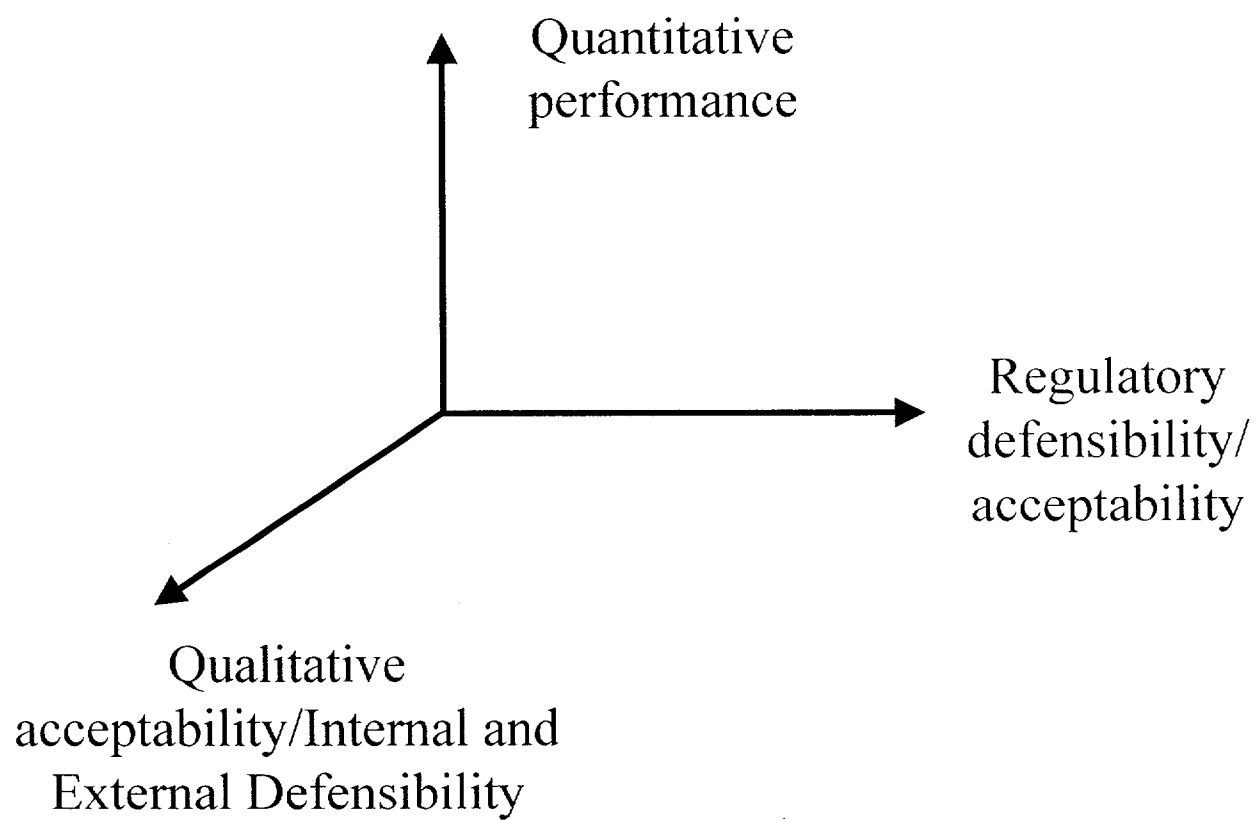 Quantitative
performance
Regulatory
defensibility/
acceptability
Qualitative
acceptability/Internal and
External Defensibility